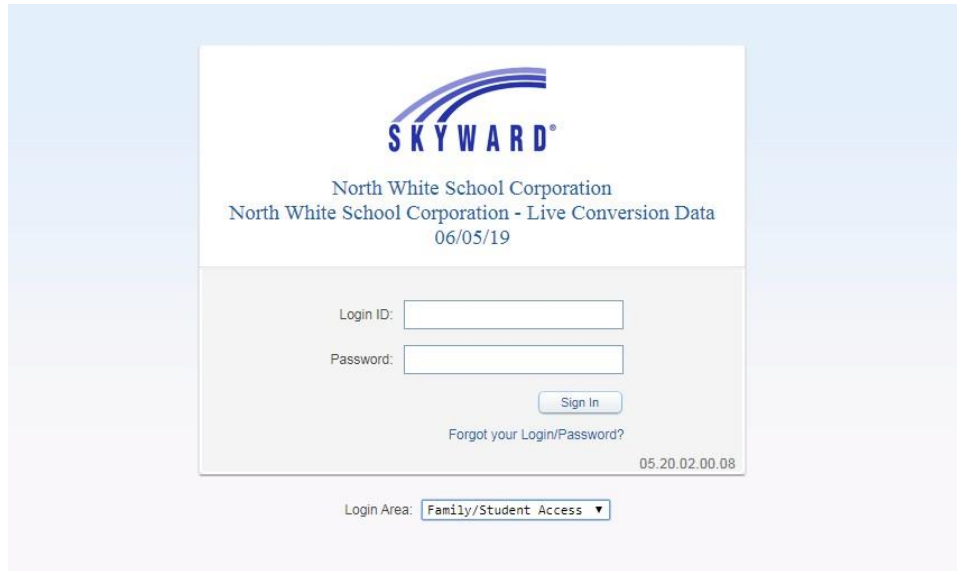 SKYWARD®
North White School Corporation
North White School Corporation - Live Conversion Data
06/05/19
Login ID:
Password:
Sign In
Forgot your Login/Password?
05.20.02.00.08
Login Area: Family/Student Access ▼